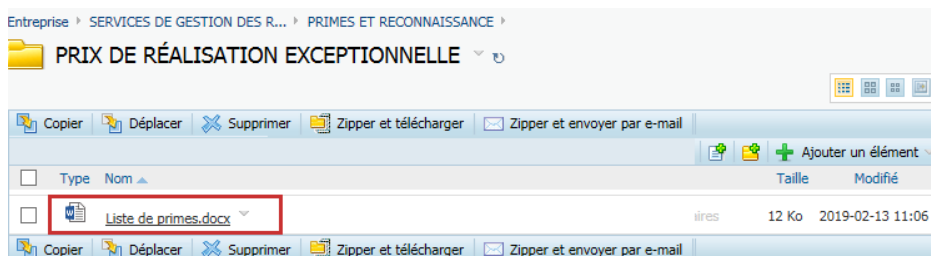 Entreprise SERVICES DE GESTION DES R... PRIMES ET RECONNAISSANCE
PRIX DE RÉALISATION EXCEPTIONNELLE
Copier Déplacer Supprimer Zipper et télécharger Zipper et envoyer par e-mail
Ajouter un élément
Type Nom Taille Modifié
Liste de primes.docx aires 12 Ko 2019-02-13 11:06
Copier Déplacer Supprimer Zipper et télécharger Zipper et envoyer par e-mail